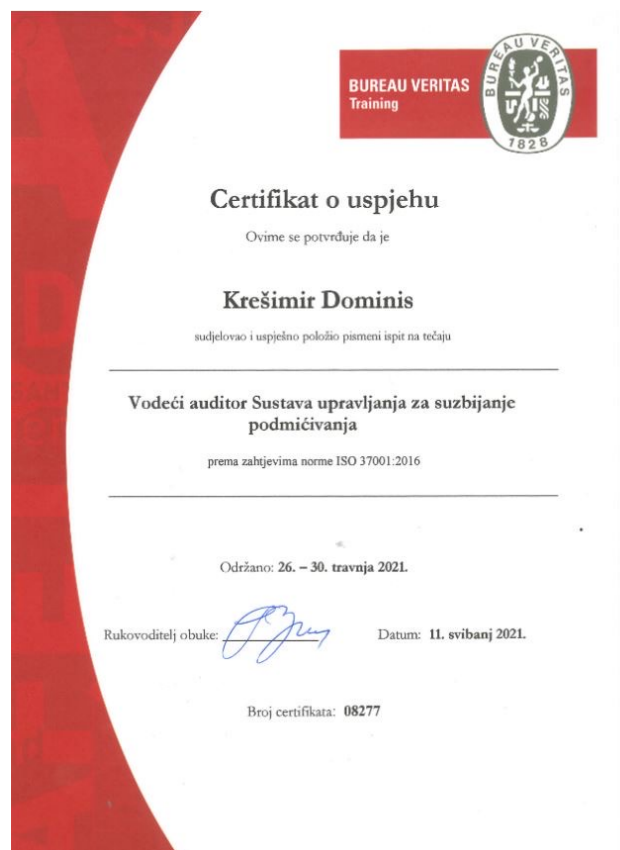 BUREAU VERITAS
Training
BUREAU VERITAS
1828
Certifikat o uspjehu
Ovime se potvrđuje da je
Krešimir Dominis
sudjelovao i uspješno položio pismeni ispit na tečaju
Vodeći auditor Sustava upravljanja za suzbijanje
podmićivanja
prema zahtjevima norme ISO 37001:2016
Održano: 26. – 30. travnja 2021.
Rukovoditelj obuke:
Datum: 11. svibanj 2021.
Broj certifikata: 08277